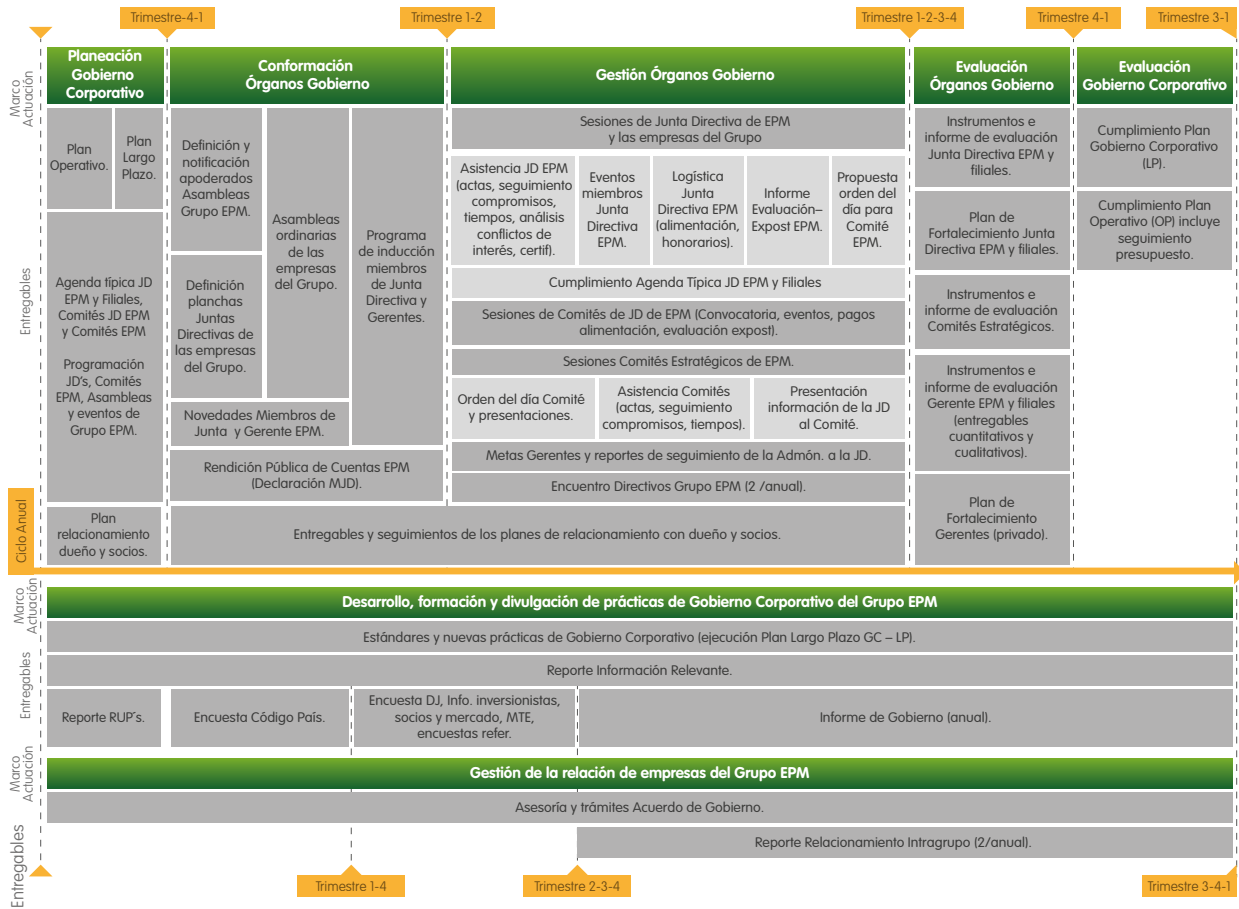 Trimestre-4-1
Trimestre 1-2
Trimestre 1-2-3-4
Trimestre 4-1
Trimestre 3-1
Marco
Actuación
Planeación
Gobierno
Corporativo
Conformación
Órganos Gobierno
Gestión Órganos Gobierno
Evaluación
Órganos Gobierno
Evaluación
Gobierno Corporativo
Entregables
Plan
Operativo.
Plan
Largo
Plazo.
Agenda típica JD
EPM y Filiales,
Comités JD EPM
y Comités EPM
Programación
JD's, Comités
EPM, Asambleas
y eventos de
Grupo EPM.
Plan
relacionamiento
dueño y socios.
Definición y
notificación
apoderados
Asambleas
Grupo EPM.
Definición
planchas
Juntas
Directivas de
las empresas
del Grupo.
Asambleas
ordinarias
de las
empresas
del Grupo.
Programa
de inducción
miembros
de Junta
Directiva y
Gerentes.
Novedades Miembros de
Junta y Gerente EPM.
Rendición Pública de Cuentas EPM
(Declaración MJD).
Sesiones de Junta Directiva de EPM
y las empresas del Grupo
Asistencia JD EPM
(actas, seguimiento
compromisos,
tiempos, análisis
conflictos de
interés, certif).
Eventos
miembros
Junta
Directiva
EPM.
Logística
Junta
Directiva EPM
(alimentación,
honorarios).
Informe
Evaluación–
Expost EPM.
Propuesta
orden del
día para
Comité
EPM.
Cumplimiento Agenda Típica JD EPM y Filiales
Sesiones de Comités de JD de EPM (Convocatoria, eventos, pagos
alimentación, evaluación expost).
Sesiones Comités Estratégicos de EPM.
Orden del día Comité
y presentaciones.
Asistencia Comités
(actas, seguimiento
compromisos, tiempos).
Presentación
información de la JD
al Comité.
Metas Gerentes y reportes de seguimiento de la Admón. a la JD.
Encuentro Directivos Grupo EPM (2 /anual).
Entregables y seguimientos de los planes de relacionamiento con dueño y socios.
Instrumentos e
informe de evaluación
Junta Directiva EPM y
filiales.
Plan de
Fortalecimiento Junta
Directiva EPM y filiales.
Instrumentos e
informe de evaluación
Comités Estratégicos.
Instrumentos e
informe de evaluación
Gerente EPM y filiales
(entregables
cuantitativos y
cualitativos).
Plan de
Fortalecimiento
Gerentes (privado).
Cumplimiento Plan
Gobierno Corporativo
(LP).
Cumplimiento Plan
Operativo (OP) incluye
seguimiento
presupuesto.
Ciclo Anual
Marco
Actuación
Desarrollo, formación y divulgación de prácticas de Gobierno Corporativo del Grupo EPM
Entregables
Estándares y nuevas prácticas de Gobierno Corporativo (ejecución Plan Largo Plazo GC – LP).
Reporte Información Relevante.
Reporte RUP´s.
Encuesta Código País.
Encuesta DJ, Info. inversionistas,
socios y mercado, MTE,
encuestas refer.
Informe de Gobierno (anual).
Marco
Actuación
Gestión de la relación de empresas del Grupo EPM
Entregables
Asesoría y trámites Acuerdo de Gobierno.
Reporte Relacionamiento Intragrupo (2/anual).
Trimestre 1-4
Trimestre 2-3-4
Trimestre 3-4-1